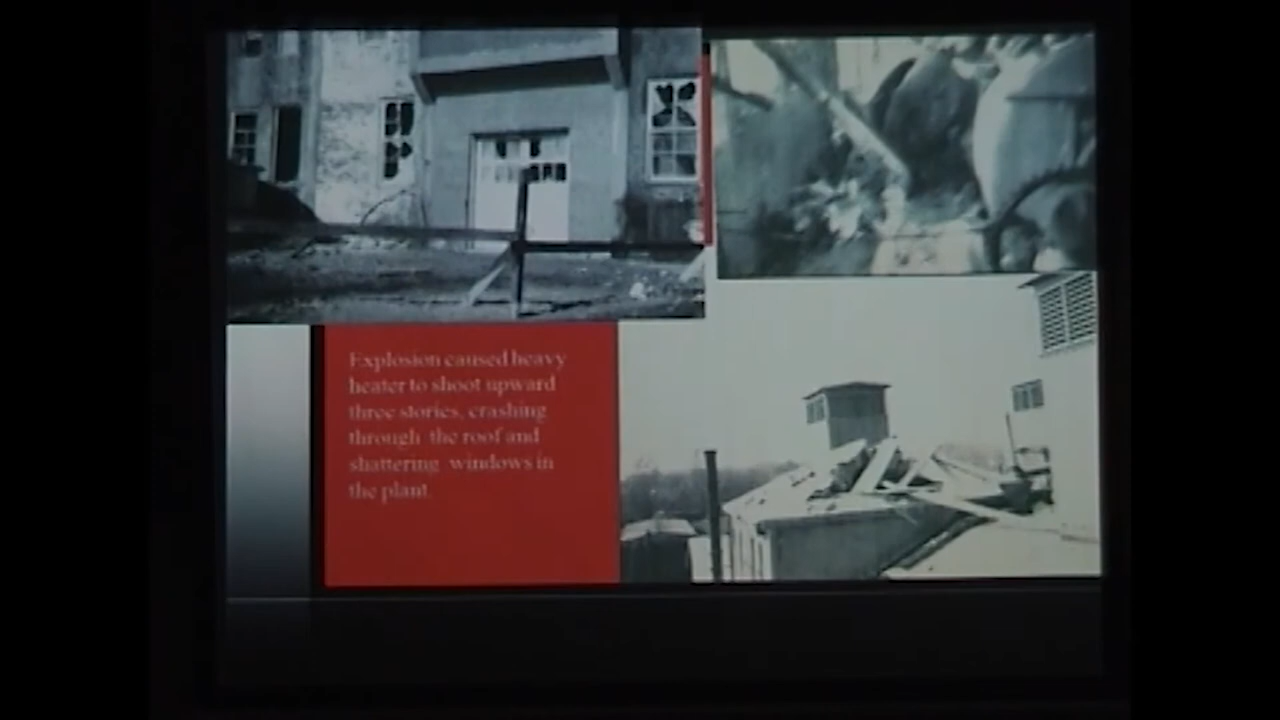 Explosion caused heavy
heater to shoot upward
three stories, crashing
through the roof and
shattering windows in
the plant.